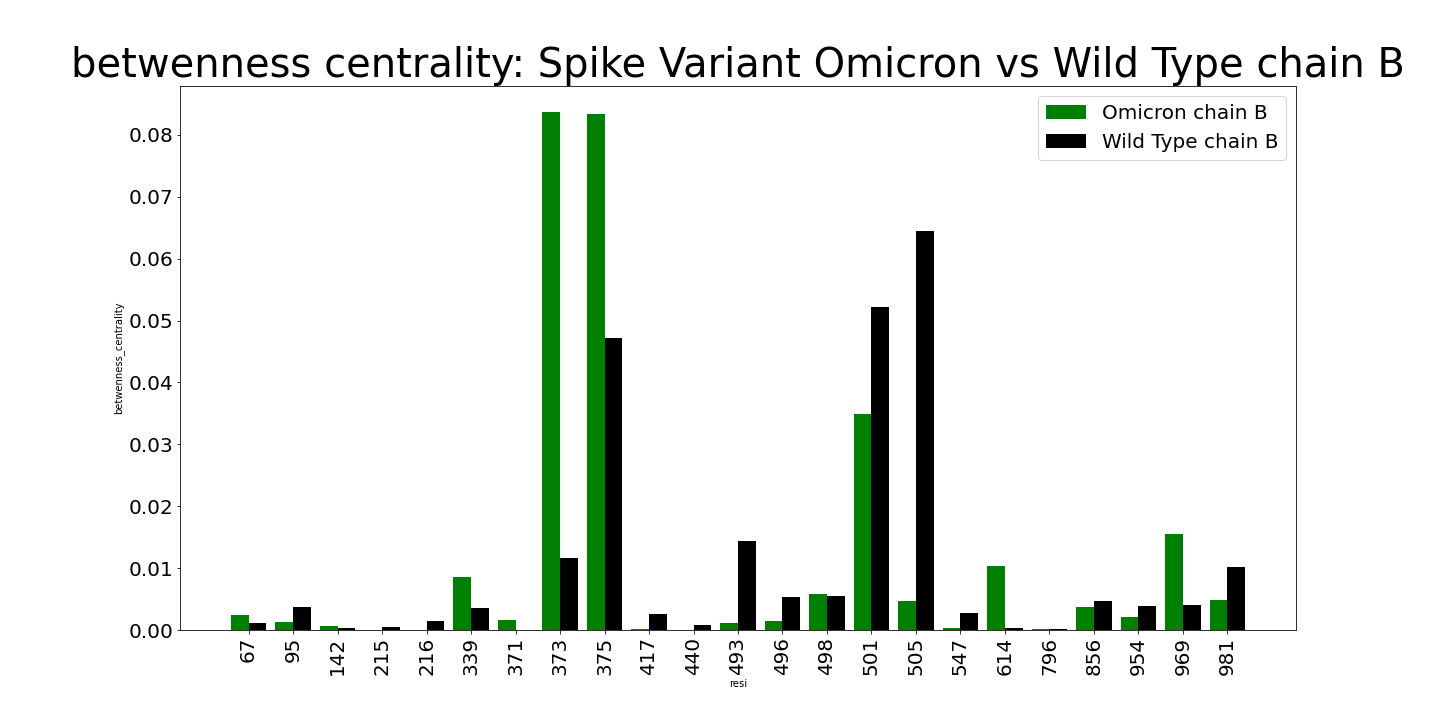 betwenness centrality: Spike Variant Omicron vs Wild Type chain B
Omicron chain B
Wild Type chain B
0.08
0.07
0.06
0.05
0.04
0.03
0.02
0.01
0.00
betwenness_centrality
67 95 142 215 216 339 371 373 375 417 440 493 496 498 501 505 547 614 796 856 954 969 981
resi